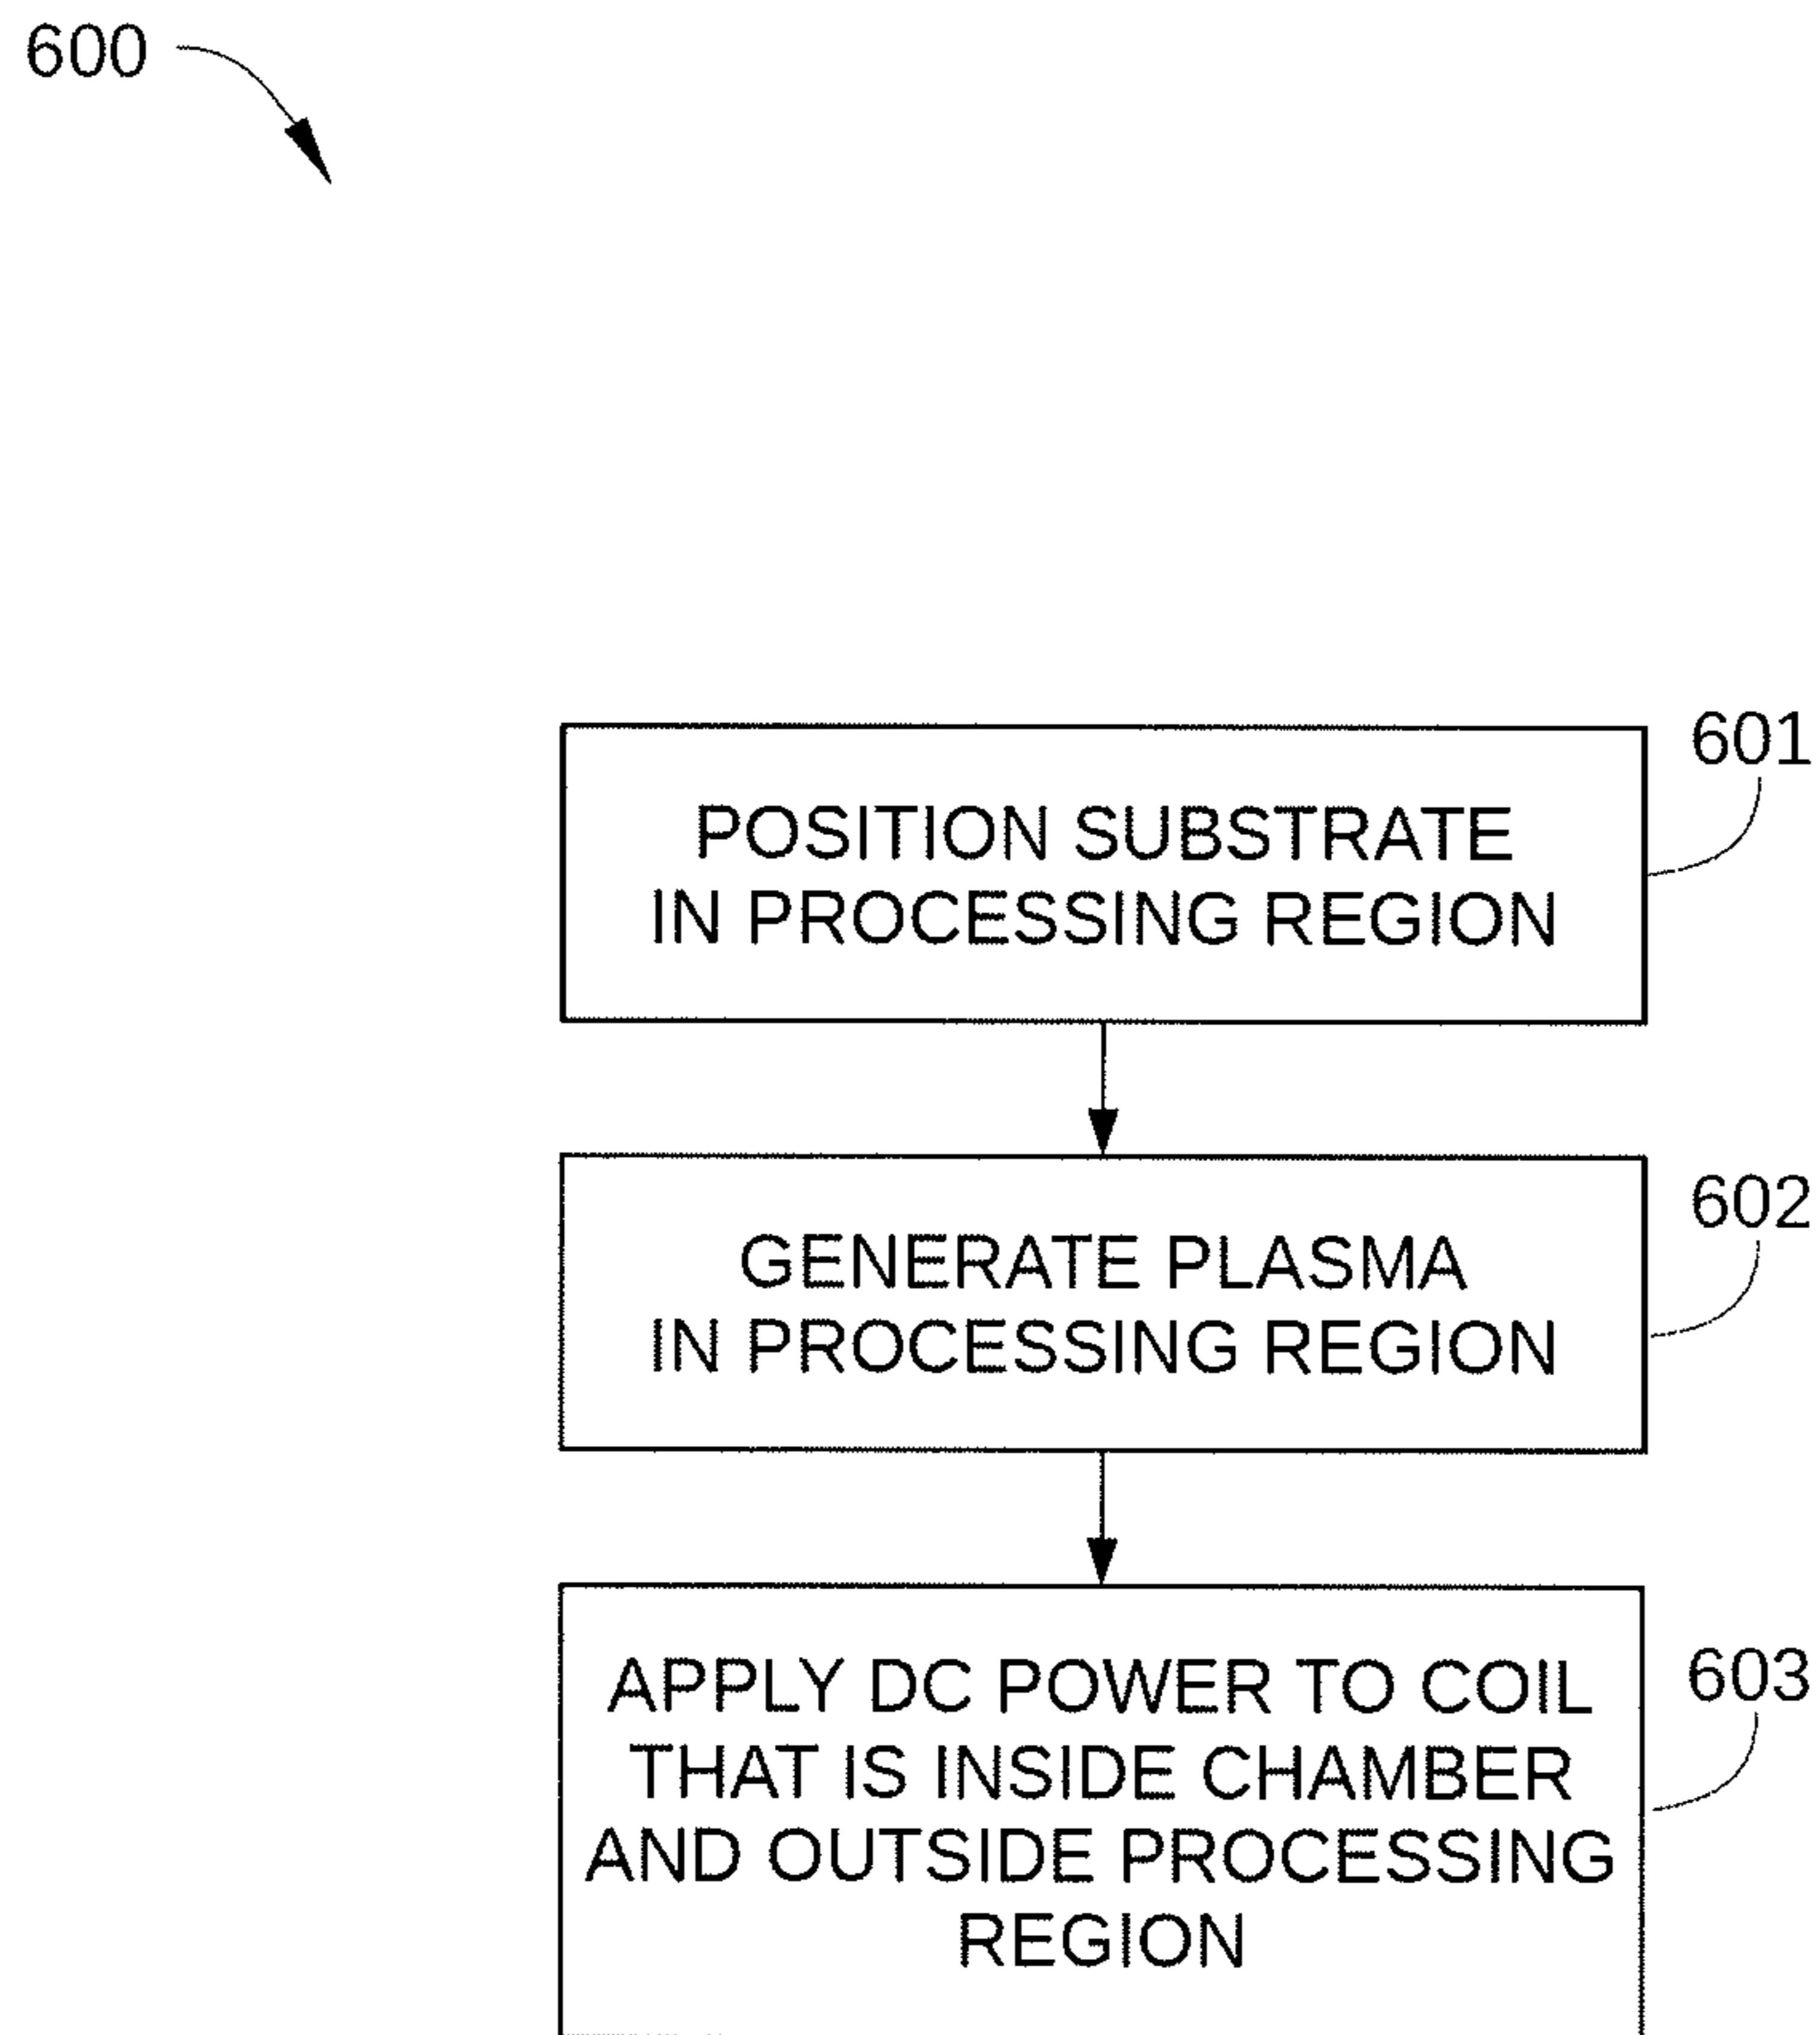 600
601
POSITION SUBSTRATE
IN PROCESSING REGION
602
GENERATE PLASMA
IN PROCESSING REGION
603
APPLY DC POWER TO COIL
THAT IS INSIDE CHAMBER
AND OUTSIDE PROCESSING
REGION